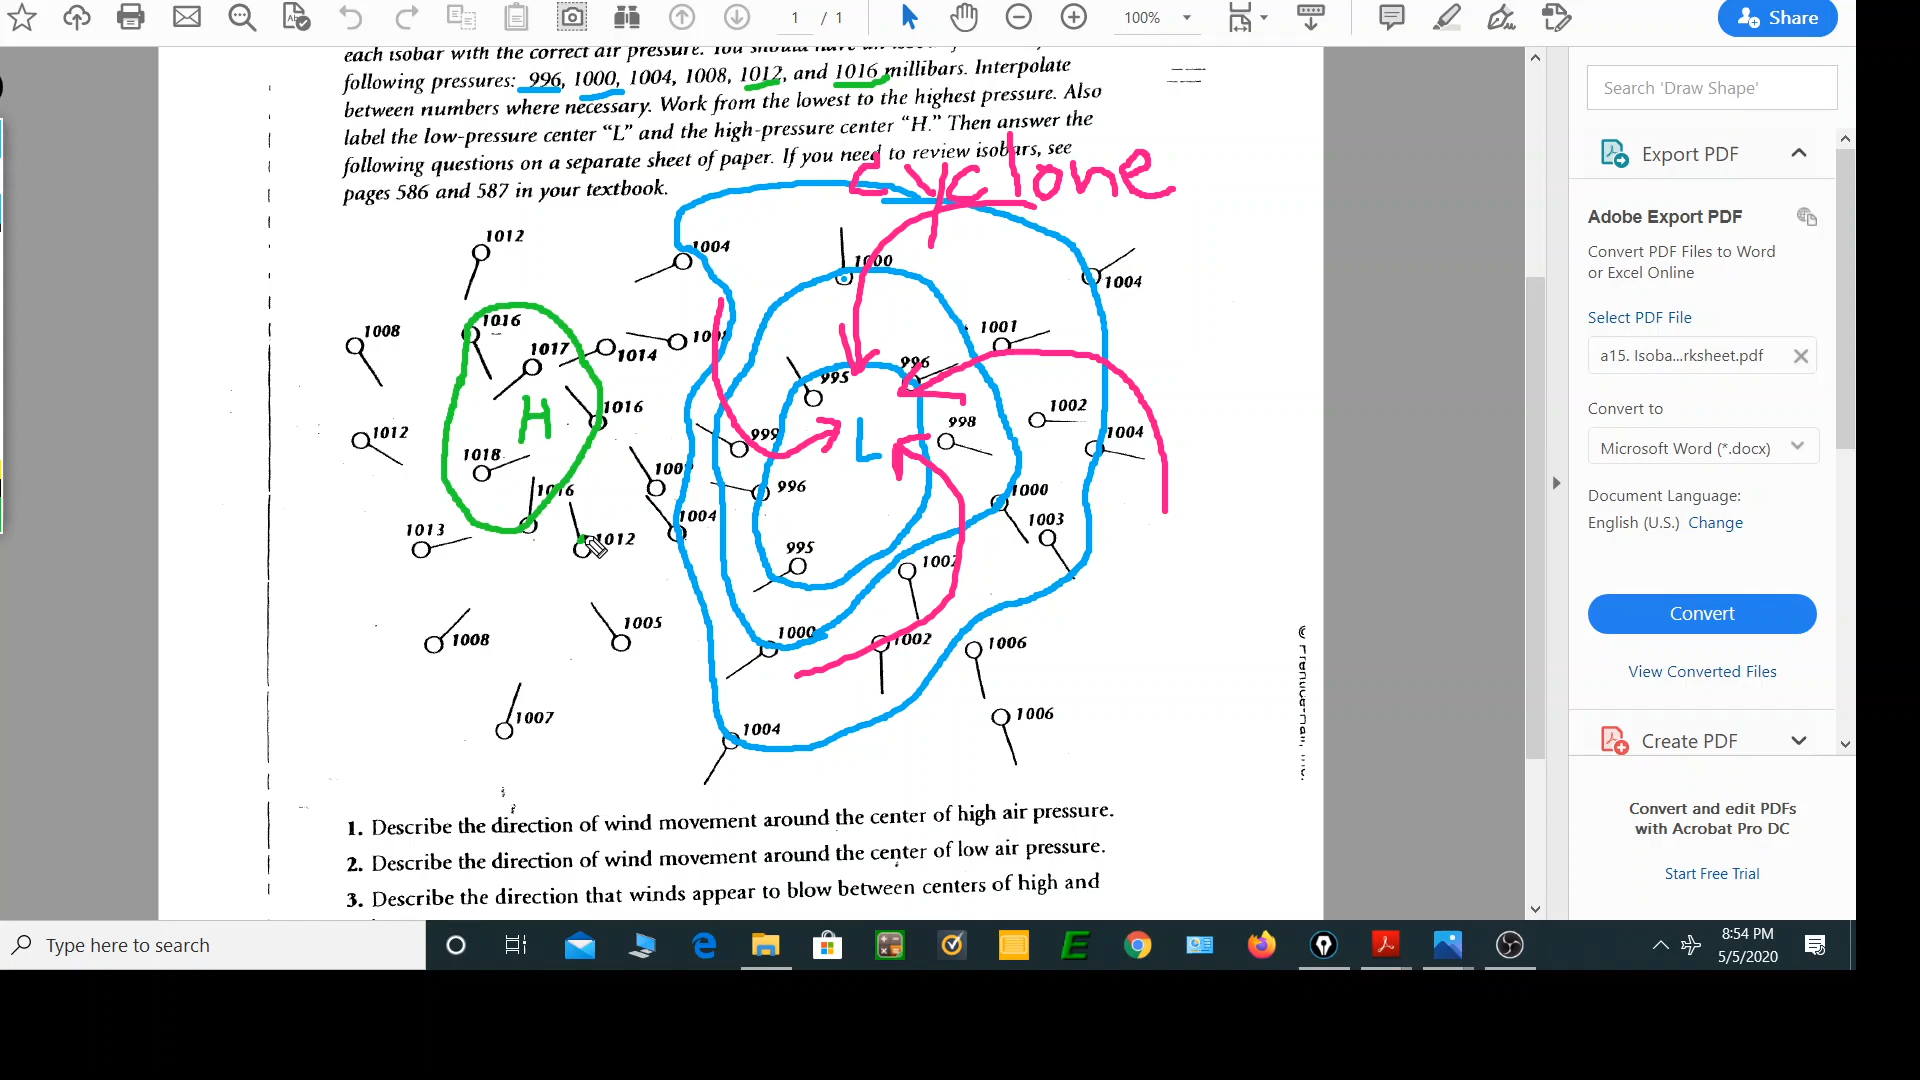 1 / 1
100%
Share
each isobar with the correct air pressure. You should have an
following pressures: 996, 1000, 1004, 1008, 1012, and 1016 millibars. Interpolate
between numbers where necessary. Work from the lowest to the highest pressure. Also
label the low-pressure center “L” and the high-pressure center “H.” Then answer the
following questions on a separate sheet of paper. If you need to review isobars, see
pages 586 and 587 in your textbook.
cyclone
1012
1004
1000
1004
1008
1016
1017
1014
1001
995
996
H
1016
L
1012
999
998
1002
1004
1018
1016
996
1000
1013
1012
1004
1003
995
1008
1005
1000
1002
1006
1007
1004
1006
1. Describe the direction of wind movement around the center of high air pressure.
2. Describe the direction of wind movement around the center of low air pressure.
3. Describe the direction that winds appear to blow between centers of high and
Search 'Draw Shape'
Export PDF
Adobe Export PDF
Convert PDF Files to Word
or Excel Online
Select PDF File
a15. Isoba...rksheet.pdf
Convert to
Microsoft Word (*.docx)
Document Language:
English (U.S.) Change
Convert
View Converted Files
Create PDF
Convert and edit PDFs
with Acrobat Pro DC
Start Free Trial
Type here to search
8:54 PM
5/5/2020